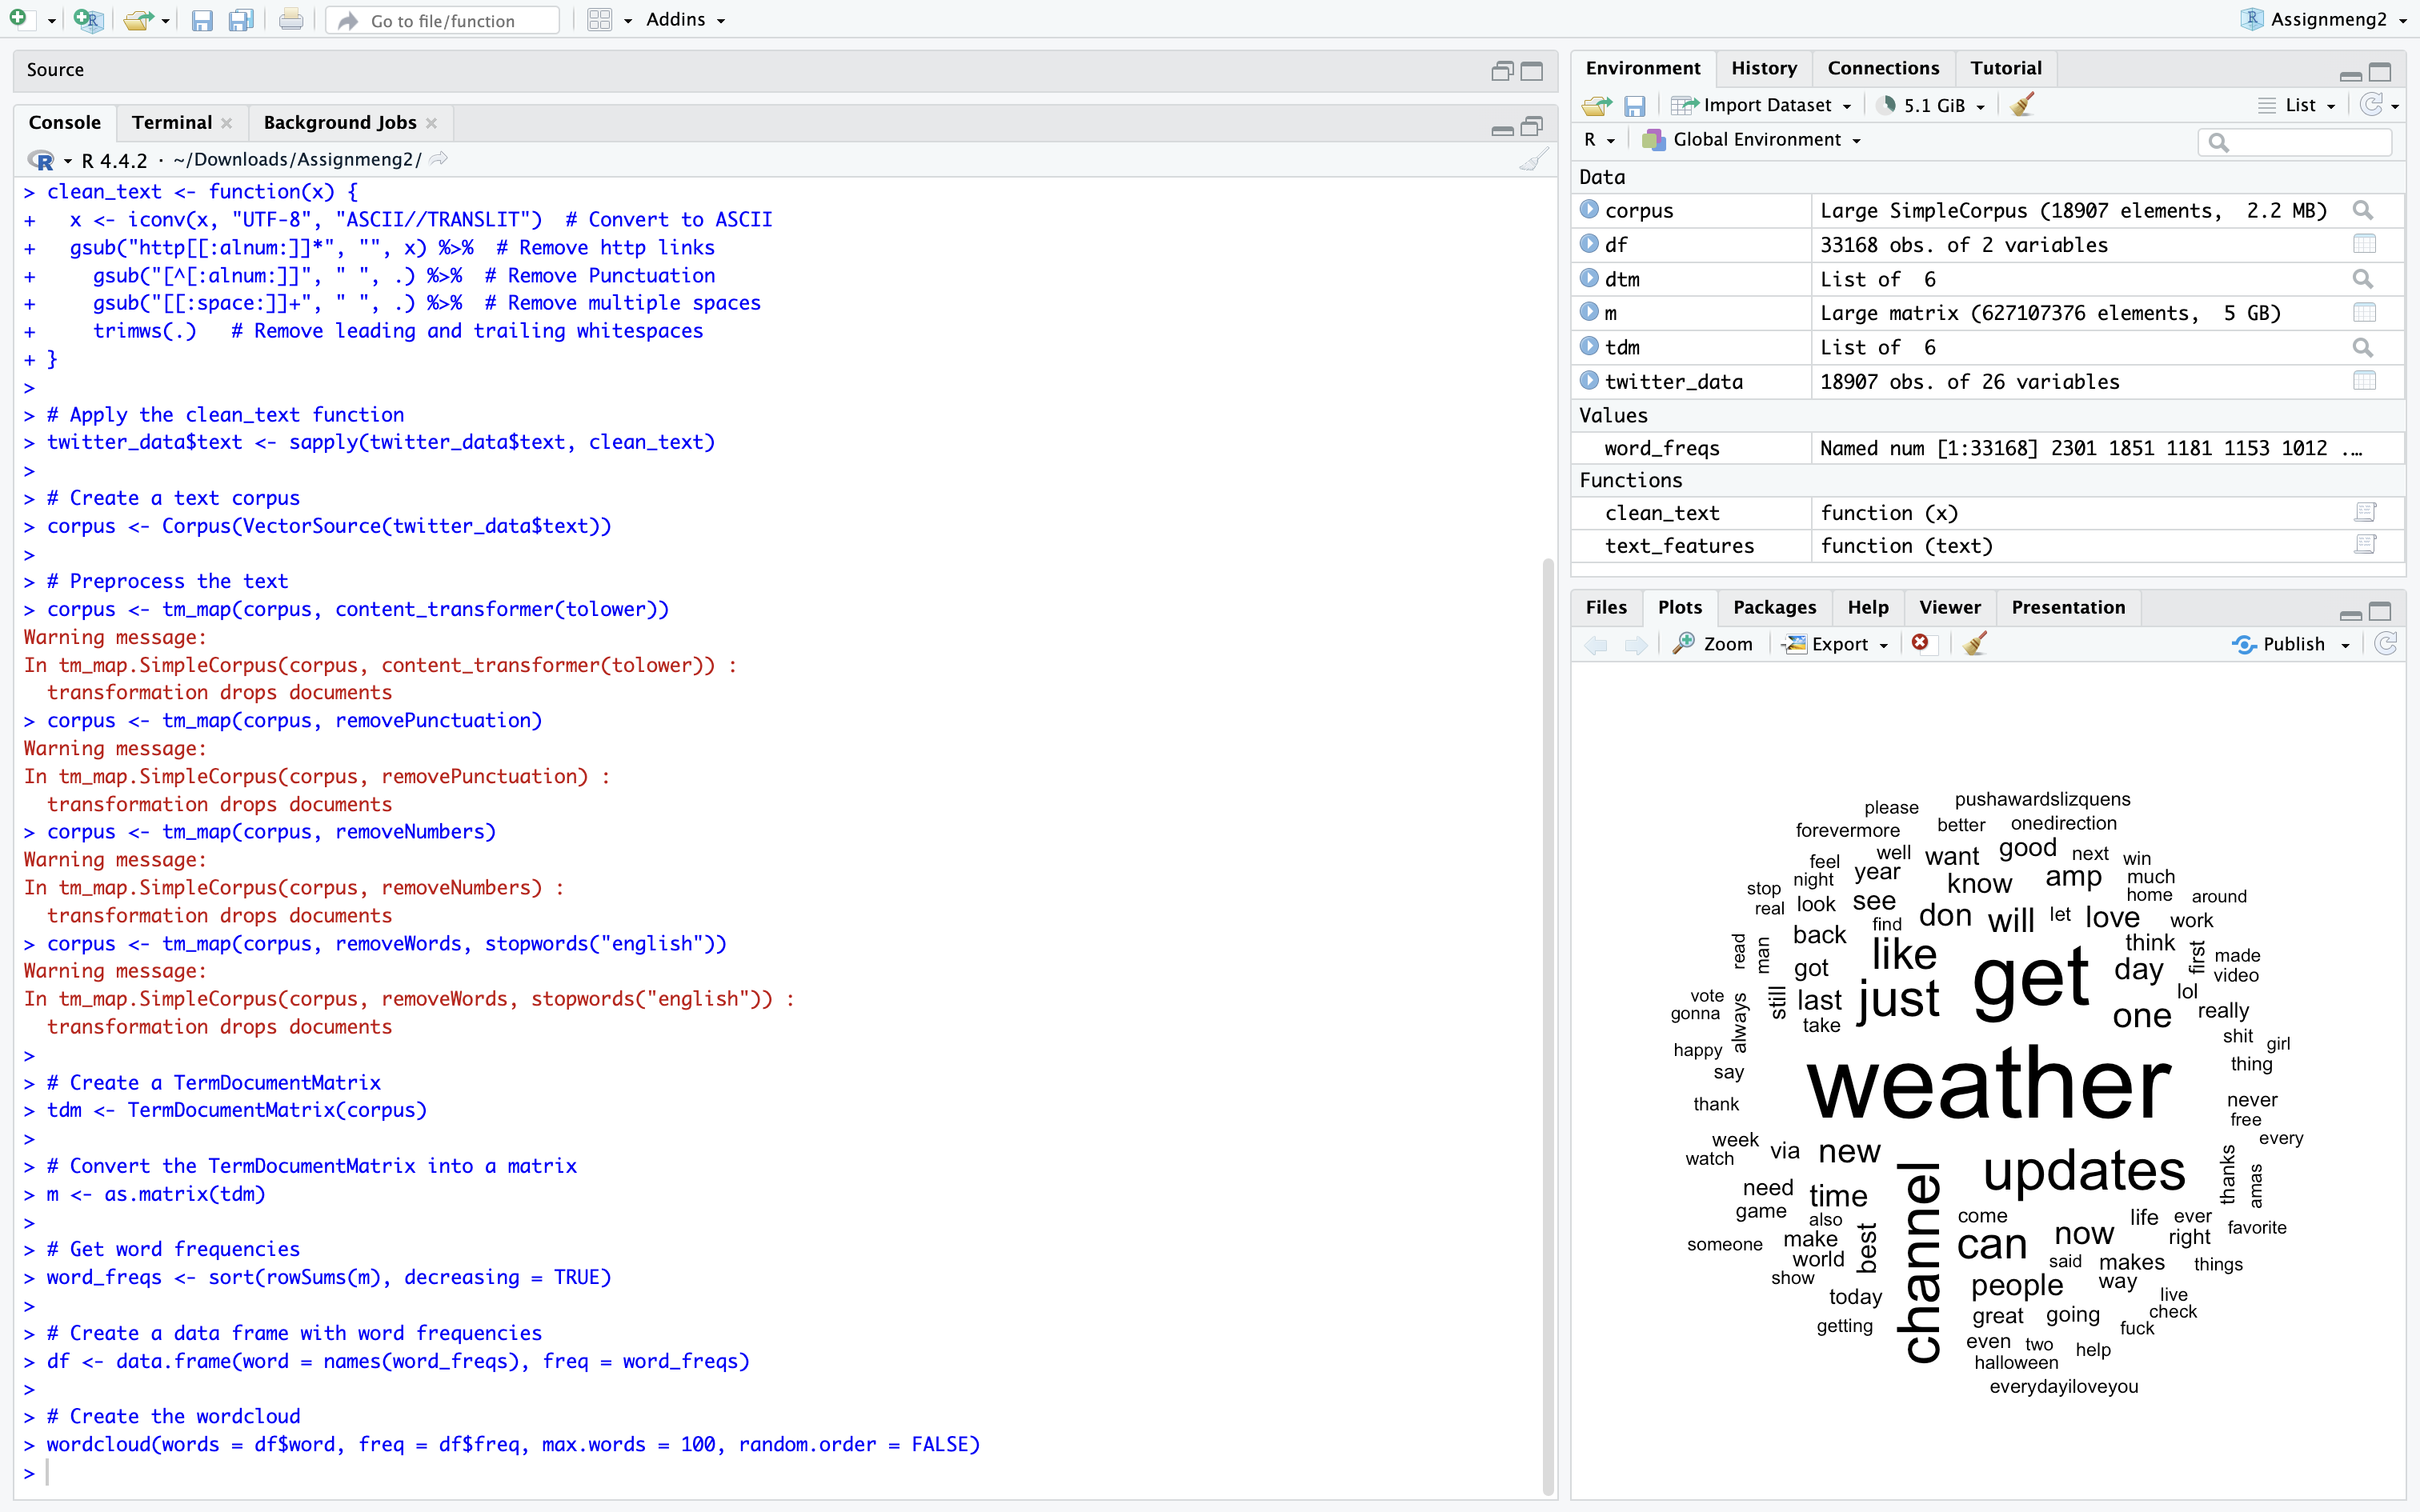 Go to file/function
Addins
Assignmeng2
Source
Console
Terminal
Background Jobs
R 4.4.2 · ~/Downloads/Assignmeng2/
> clean_text <- function(x) {
+   x <- iconv(x, "UTF-8", "ASCII//TRANSLIT")  # Convert to ASCII
+   gsub("http[[:alnum:]]*", "", x) %>%  # Remove http links
+     gsub("[^[:alnum:]]", " ", .) %>%  # Remove Punctuation
+     gsub("[[:space:]]+", " ", .) %>%  # Remove multiple spaces
+     trimws(.)   # Remove leading and trailing whitespaces
+ }
>
> # Apply the clean_text function
> twitter_data$text <- sapply(twitter_data$text, clean_text)
>
> # Create a text corpus
> corpus <- Corpus(VectorSource(twitter_data$text))
>
> # Preprocess the text
> corpus <- tm_map(corpus, content_transformer(tolower))
Warning message:
In tm_map.SimpleCorpus(corpus, content_transformer(tolower)) :
  transformation drops documents
> corpus <- tm_map(corpus, removePunctuation)
Warning message:
In tm_map.SimpleCorpus(corpus, removePunctuation) :
  transformation drops documents
> corpus <- tm_map(corpus, removeNumbers)
Warning message:
In tm_map.SimpleCorpus(corpus, removeNumbers) :
  transformation drops documents
> corpus <- tm_map(corpus, removeWords, stopwords("english"))
Warning message:
In tm_map.SimpleCorpus(corpus, removeWords, stopwords("english")) :
  transformation drops documents
>
> # Create a TermDocumentMatrix
> tdm <- TermDocumentMatrix(corpus)
>
> # Convert the TermDocumentMatrix into a matrix
> m <- as.matrix(tdm)
>
> # Get word frequencies
> word_freqs <- sort(rowSums(m), decreasing = TRUE)
>
> # Create a data frame with word frequencies
> df <- data.frame(word = names(word_freqs), freq = word_freqs)
>
> # Create the wordcloud
> wordcloud(words = df$word, freq = df$freq, max.words = 100, random.order = FALSE)
>
Environment
History
Connections
Tutorial
Import Dataset
5.1 GiB
List
R
Global Environment
Data
corpus Large SimpleCorpus (18907 elements,  2.2 MB)
df 33168 obs. of 2 variables
dtm List of  6
m Large matrix (627107376 elements,  5 GB)
tdm List of  6
twitter_data 18907 obs. of 26 variables
Values
word_freqs Named num [1:33168] 2301 1851 1181 1153 1012 ...
Functions
clean_text function (x)
text_features function (text)
Files
Plots
Packages
Help
Viewer
Presentation
Zoom
Export
Publish
please
pushawardslizquens
forevermore
better
onedirection
feel
well
want
good
next
win
night
year
know
amp
much
stop
home
around
real
look
see
find
don
will
let
love
work
read
man
back
like
think
first
made
got
get
day
video
vote
gonna
always
still
last
just
lol
take
one
really
shit
girl
happy
thing
say
weather
thank
never
free
week
via
new
every
watch
channel
updates
thanks
amas
need
time
game
also
come
life
ever
favorite
someone
make
best
can
now
right
world
said
makes
things
show
people
way
today
live
getting
great
going
check
fuck
even
two
help
halloween
everydayiloveyou